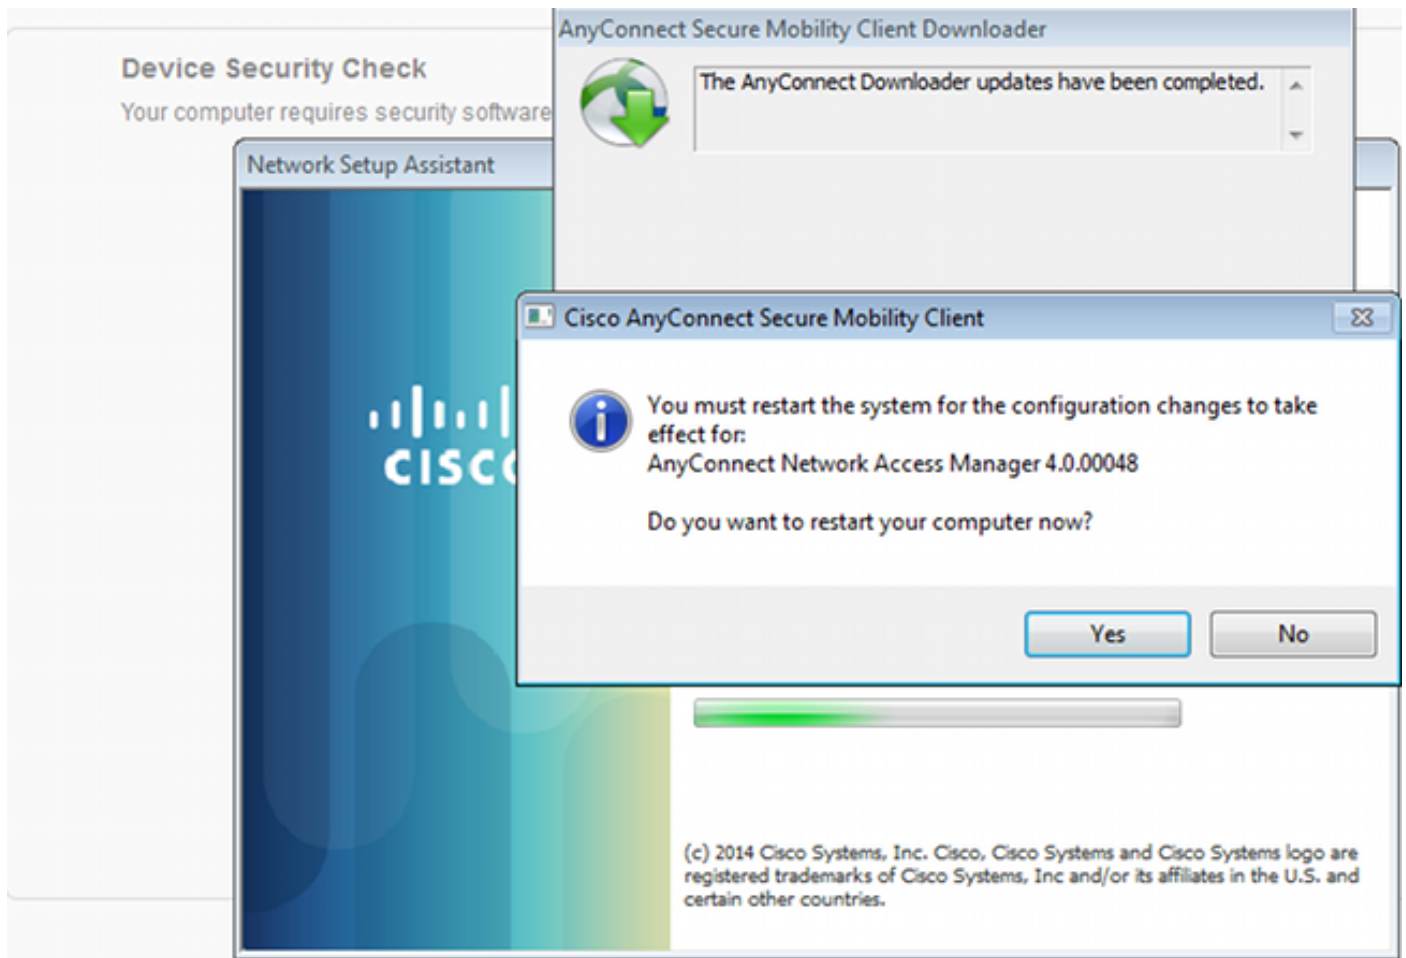 Device Security Check
Your computer requires security software
AnyConnect Secure Mobility Client Downloader
The AnyConnect Downloader updates have been completed.
Network Setup Assistant
Cisco AnyConnect Secure Mobility Client
You must restart the system for the configuration changes to take
effect for:
AnyConnect Network Access Manager 4.0.00048
Do you want to restart your computer now?
Yes
No
(c) 2014 Cisco Systems, Inc. Cisco, Cisco Systems and Cisco Systems logo are
registered trademarks of Cisco Systems, Inc and/or its affiliates in the U.S. and
certain other countries.